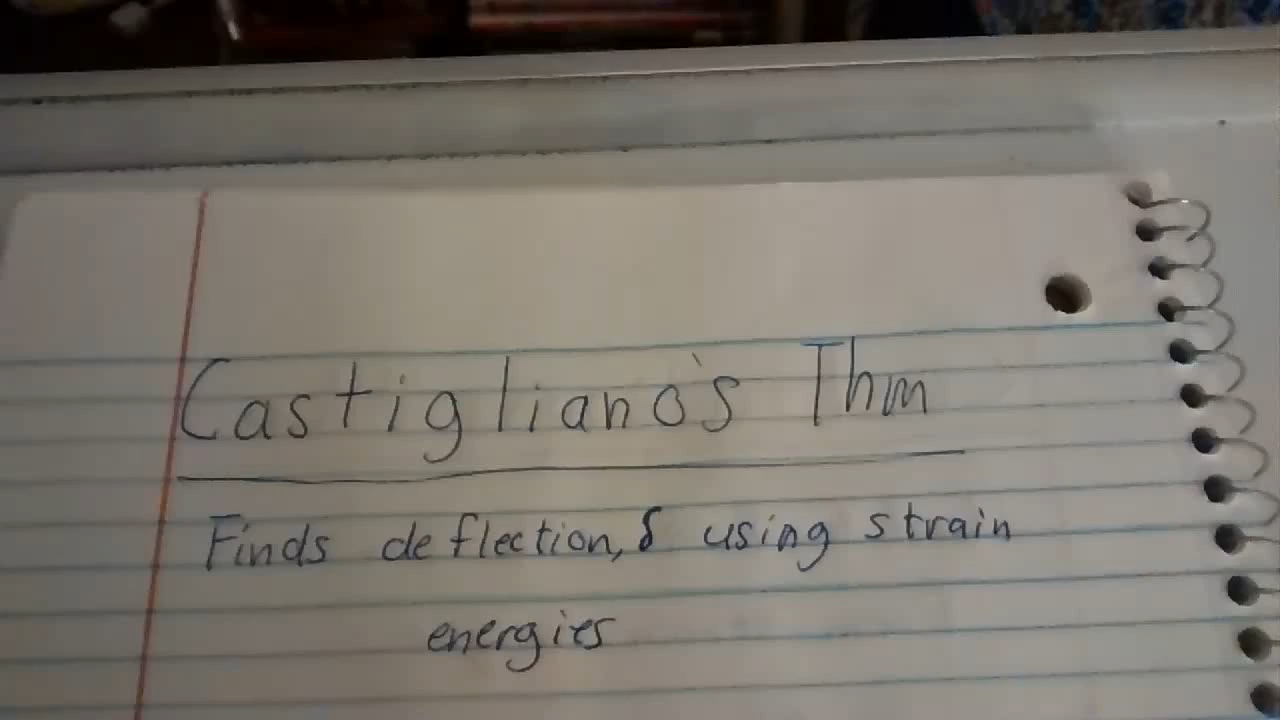 Castigliano's Thm
Finds deflection, δ using strain
energies